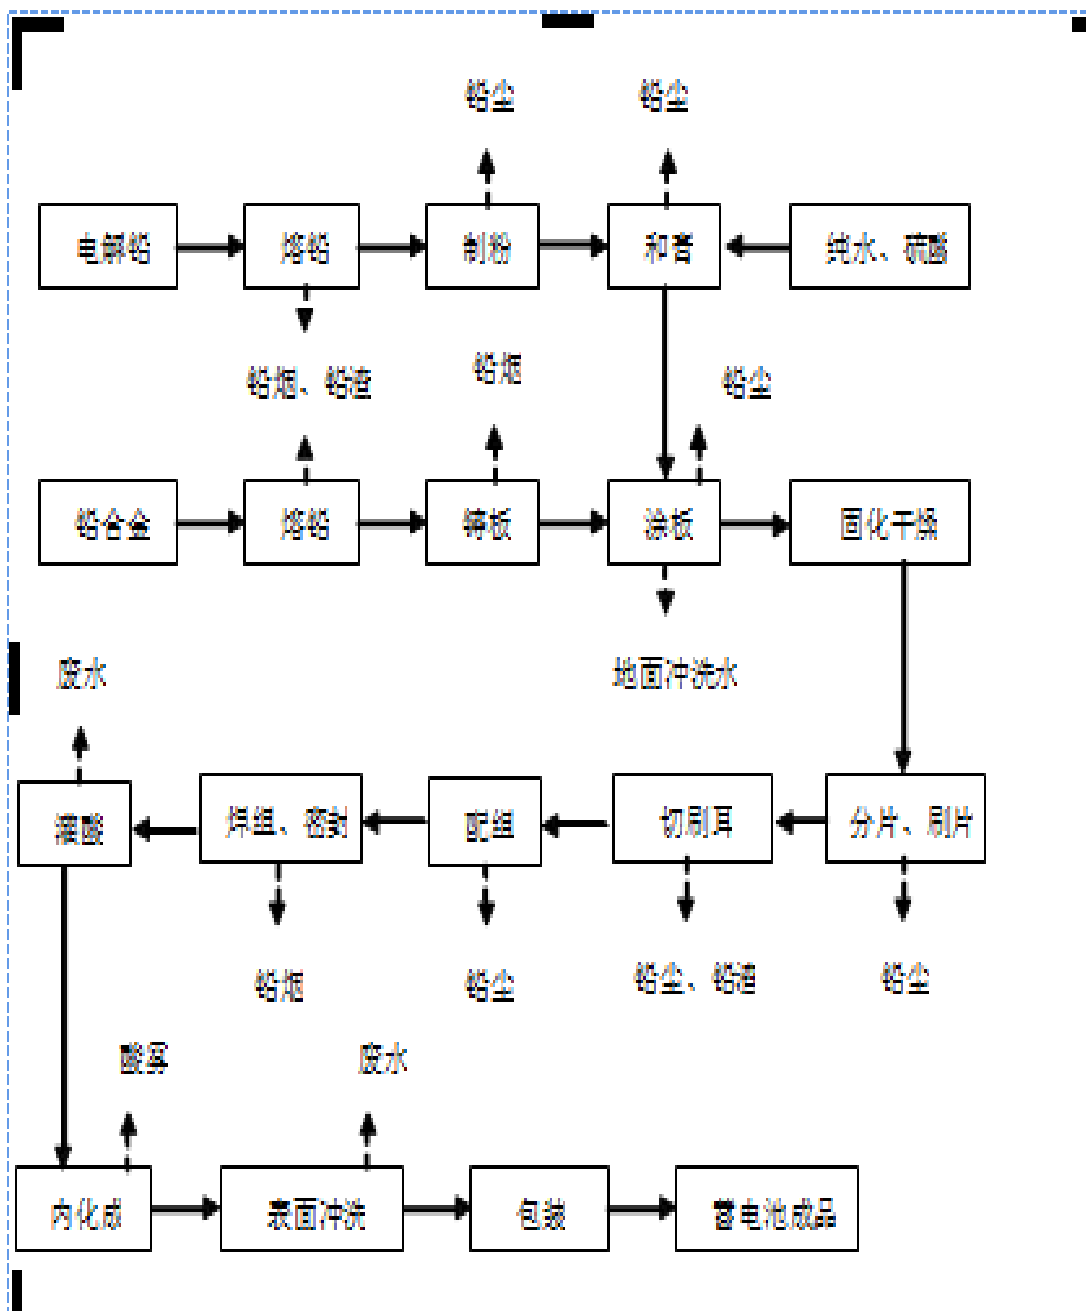 铅尘 铅尘
电解铅 熔铅 制粉 和膏 纯水、硫酸
铅烟、铅渣 铅烟 铅尘
铅合金 熔铅 铸板 涂板 固化干燥
废水 地面冲洗水
灌酸 焊组、密封 配组 切刷耳 分片、刷片
铅烟 铅尘 铅尘、铅渣 铅尘
酸雾 废水
内化成 表面冲洗 包装 蓄电池成品